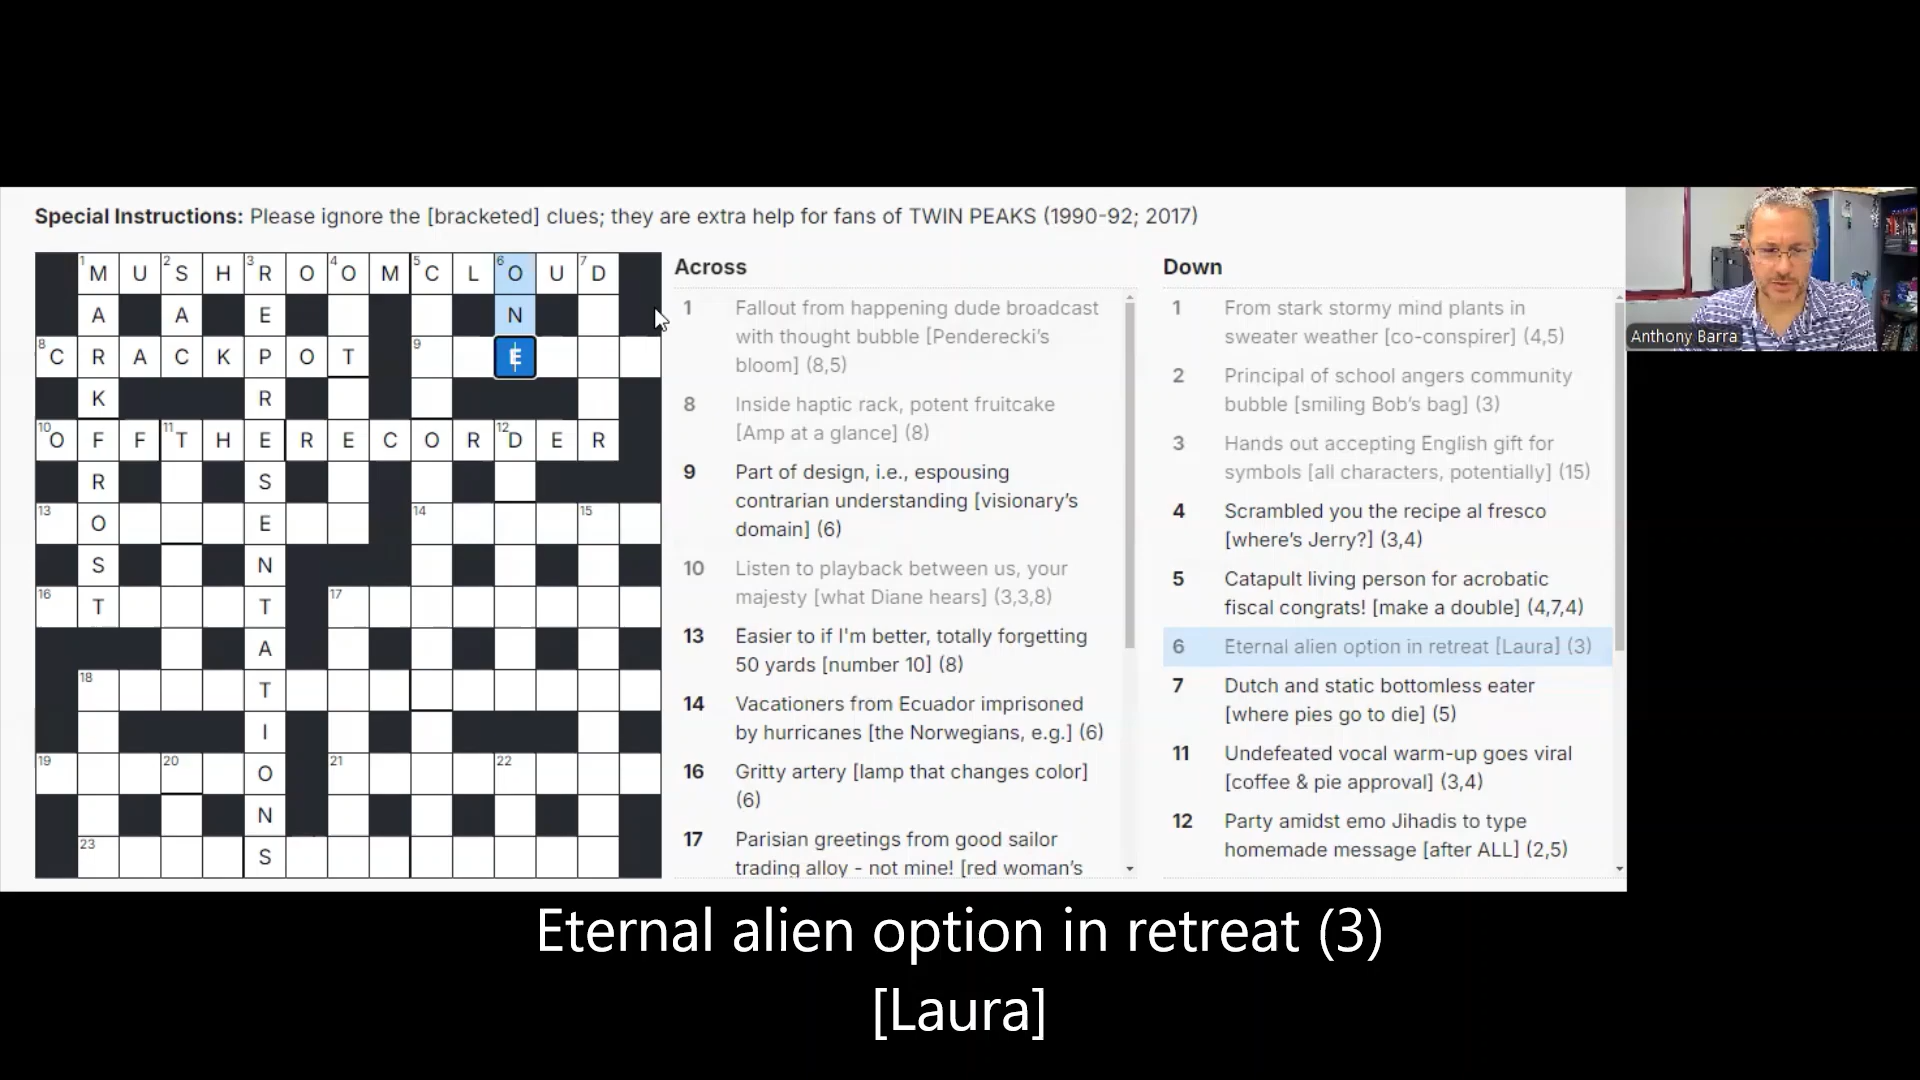 Special Instructions: Please ignore the [bracketed] clues; they are extra help for fans of TWIN PEAKS (1990-92; 2017)
1 M U 2 S H 3 R O 4 O M 5 C L 6 O U 7 D
A A E N
8 C R A C K P O T 9 E
K R
10 O F F 11 T H E R E C O R 12 D E R
R S
13 O E 14 15
S N
16 T T 17
A
18 T
I
19 20 O 21 22
N
23 S
Across
1 Fallout from happening dude broadcast
with thought bubble [Penderecki's
bloom] (8,5)
8 Inside haptic rack, potent fruitcake
[Amp at a glance] (8)
9 Part of design, i.e., espousing
contrarian understanding [visionary's
domain] (6)
10 Listen to playback between us, your
majesty [what Diane hears] (3,3,8)
13 Easier to if I'm better, totally forgetting
50 yards [number 10] (8)
14 Vacationers from Ecuador imprisoned
by hurricanes [the Norwegians, e.g.] (6)
16 Gritty artery [lamp that changes color]
(6)
17 Parisian greetings from good sailor
trading alloy - not mine! [red woman's
Down
1 From stark stormy mind plants in
sweater weather [co-conspirer] (4,5)
2 Principal of school angers community
bubble [smiling Bob's bag] (3)
3 Hands out accepting English gift for
symbols [all characters, potentially] (15)
4 Scrambled you the recipe al fresco
[where's Jerry?] (3,4)
5 Catapult living person for acrobatic
fiscal congrats! [make a double] (4,7,4)
6 Eternal alien option in retreat [Laura] (3)
7 Dutch and static bottomless eater
[where pies go to die] (5)
11 Undefeated vocal warm-up goes viral
[coffee & pie approval] (3,4)
12 Party amidst emo Jihadis to type
homemade message [after ALL] (2,5)
Anthony Barra
Eternal alien option in retreat (3)
[Laura]